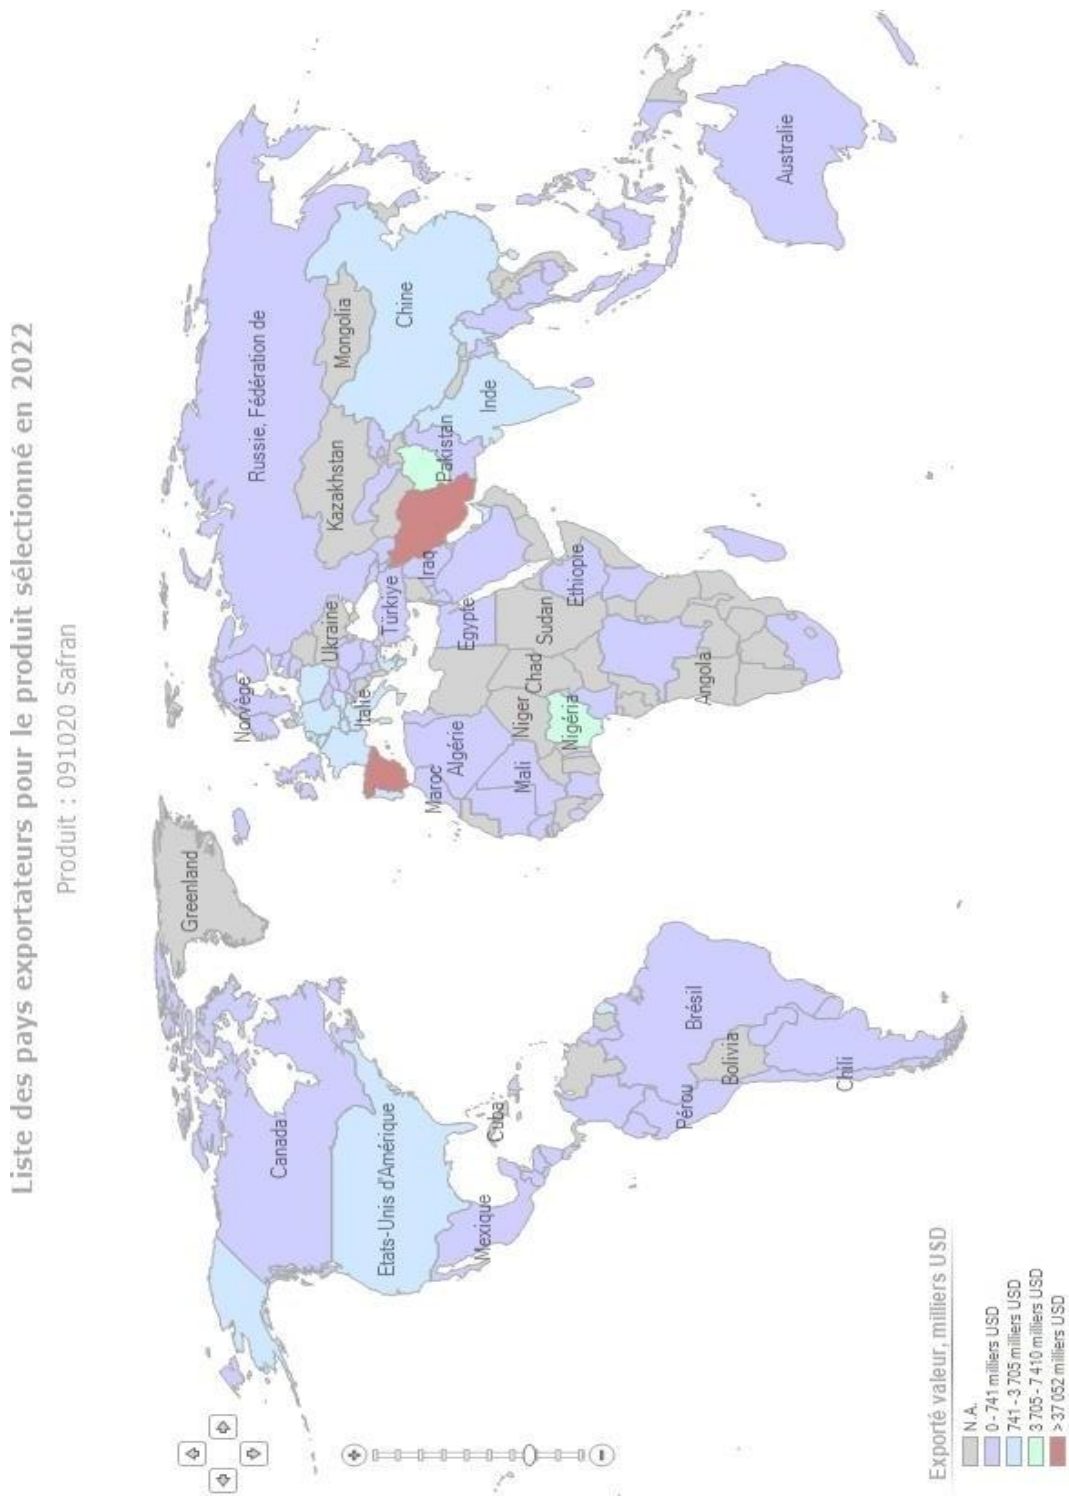 Liste des pays exportateurs pour le produit sélectionné en 2022
Produit : 091020 Safran
Greenland
Norvège
Russie, Fédération de
Canada
Ukraine
Kazakhstan
Mongolia
Italie
Türkiye
Etats-Unis d'Amérique
Chine
Iraq
Maroc
Algérie
Egypte
Pakistan
Inde
Mexique
Cuba
Mali
Niger
Chad
Sudan
Nigéria
Ethiopie
Pérou
Brésil
Angola
Bolivia
Australie
Chili
Exporté valeur, milliers USD
N.A.
0 - 741 milliers USD
741 - 3 705 milliers USD
3 705 - 7 410 milliers USD
> 37 052 milliers USD